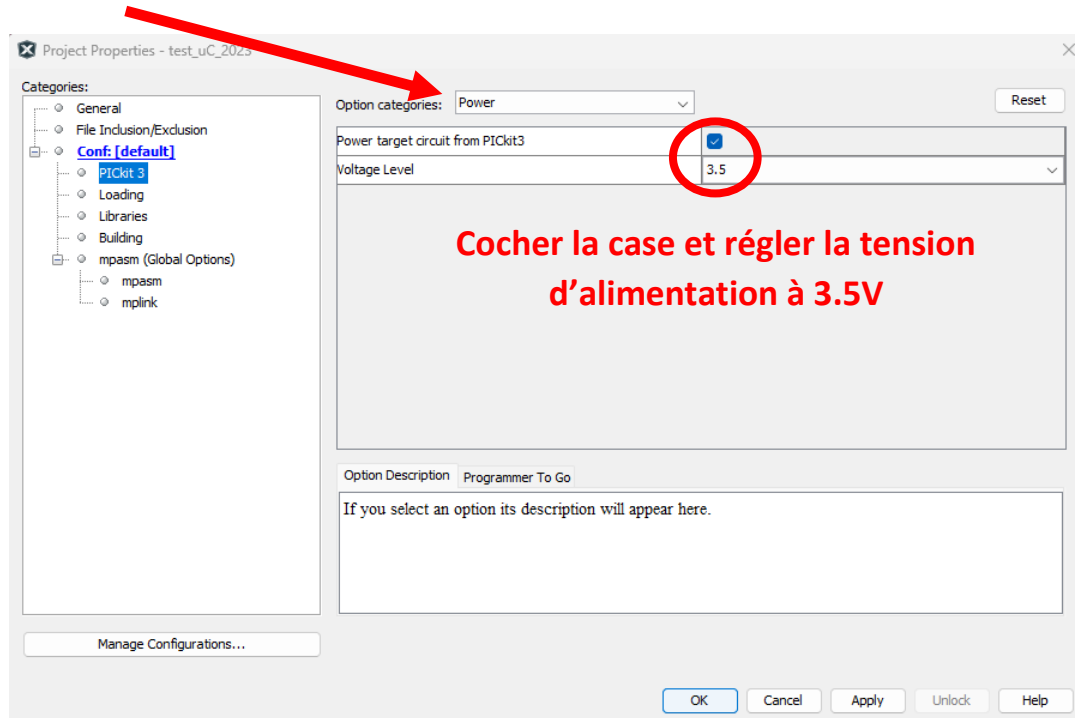 Project Properties - test_uC_2023
Categories:
General
File Inclusion/Exclusion
Conf: [default]
PICkit 3
Loading
Libraries
Building
mpasm (Global Options)
mpasm
mplink
Manage Configurations...
Option categories: Power
Reset
Power target circuit from PICkit3
Voltage Level 3.5
Cocher la case et régler la tension
d’alimentation à 3.5V
Option Description Programmer To Go
If you select an option its description will appear here.
OK Cancel Apply Unlock Help